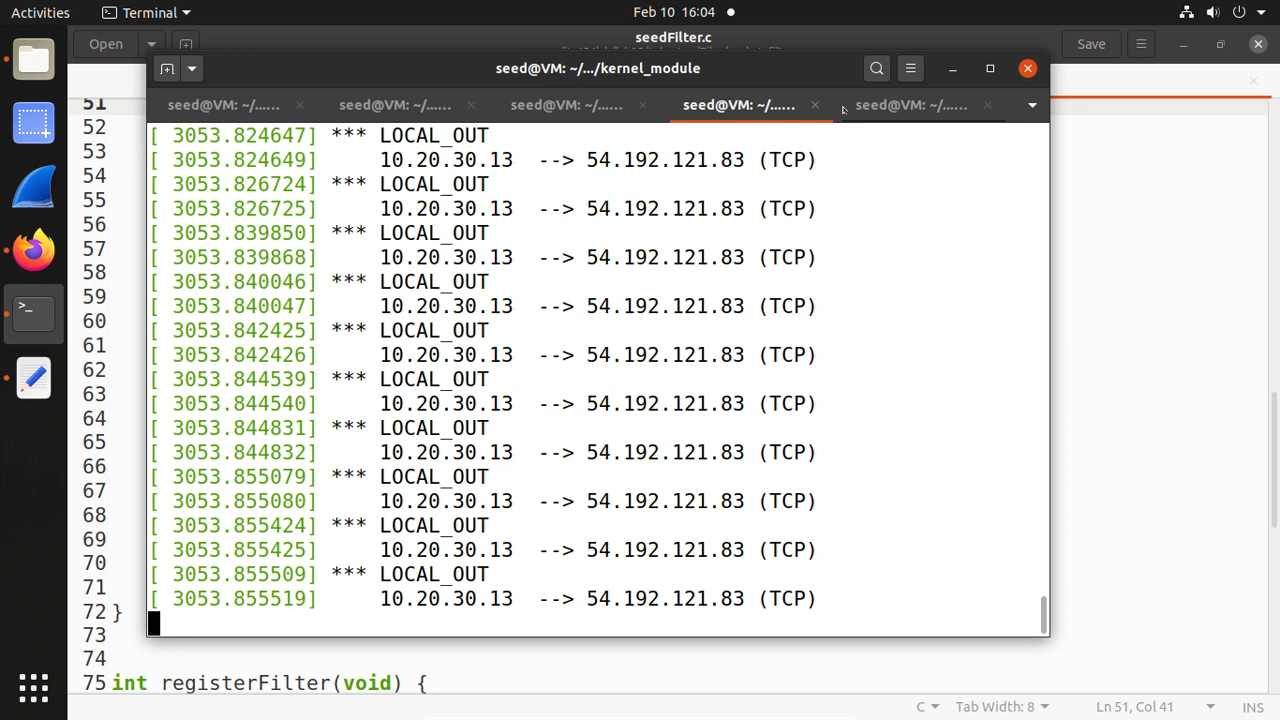 Activities Terminal Feb 10 16:04
Open seedFilter.c Save
seed@VM: ~/.../kernel_module
seed@VM: ~/...... seed@VM: ~/...... seed@VM: ~/...... seed@VM: ~/...... seed@VM: ~/......
51
52
53
54
55
56
57
58
59
60
61
62
63
64
65
66
67
68
69
70
71
72 }
73
74
75 int registerFilter(void) {
[ 3053.824647] *** LOCAL_OUT
[ 3053.824649]     10.20.30.13  --> 54.192.121.83 (TCP)
[ 3053.826724] *** LOCAL_OUT
[ 3053.826725]     10.20.30.13  --> 54.192.121.83 (TCP)
[ 3053.839850] *** LOCAL_OUT
[ 3053.839868]     10.20.30.13  --> 54.192.121.83 (TCP)
[ 3053.840046] *** LOCAL_OUT
[ 3053.840047]     10.20.30.13  --> 54.192.121.83 (TCP)
[ 3053.842425] *** LOCAL_OUT
[ 3053.842426]     10.20.30.13  --> 54.192.121.83 (TCP)
[ 3053.844539] *** LOCAL_OUT
[ 3053.844540]     10.20.30.13  --> 54.192.121.83 (TCP)
[ 3053.844831] *** LOCAL_OUT
[ 3053.844832]     10.20.30.13  --> 54.192.121.83 (TCP)
[ 3053.855079] *** LOCAL_OUT
[ 3053.855080]     10.20.30.13  --> 54.192.121.83 (TCP)
[ 3053.855424] *** LOCAL_OUT
[ 3053.855425]     10.20.30.13  --> 54.192.121.83 (TCP)
[ 3053.855509] *** LOCAL_OUT
[ 3053.855519]     10.20.30.13  --> 54.192.121.83 (TCP)
C Tab Width: 8 Ln 51, Col 41 INS